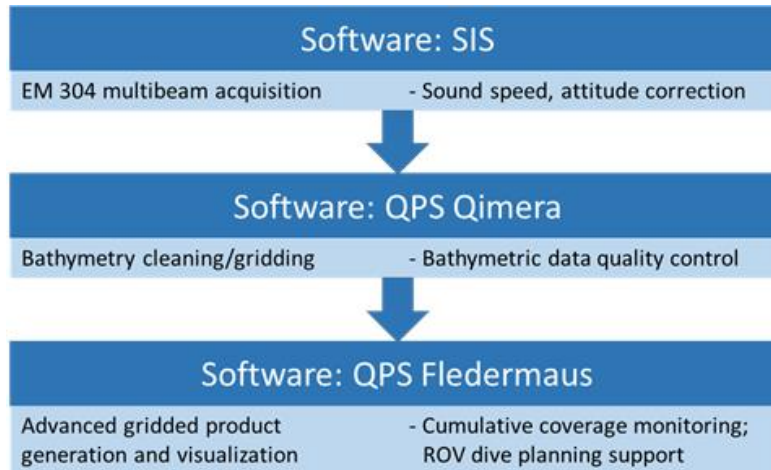 Software: SIS
EM 304 multibeam acquisition
- Sound speed, attitude correction
Software: QPS Qimera
Bathymetry cleaning/gridding
- Bathymetric data quality control
Software: QPS Fledermaus
Advanced gridded product
generation and visualization
- Cumulative coverage monitoring;
ROV dive planning support